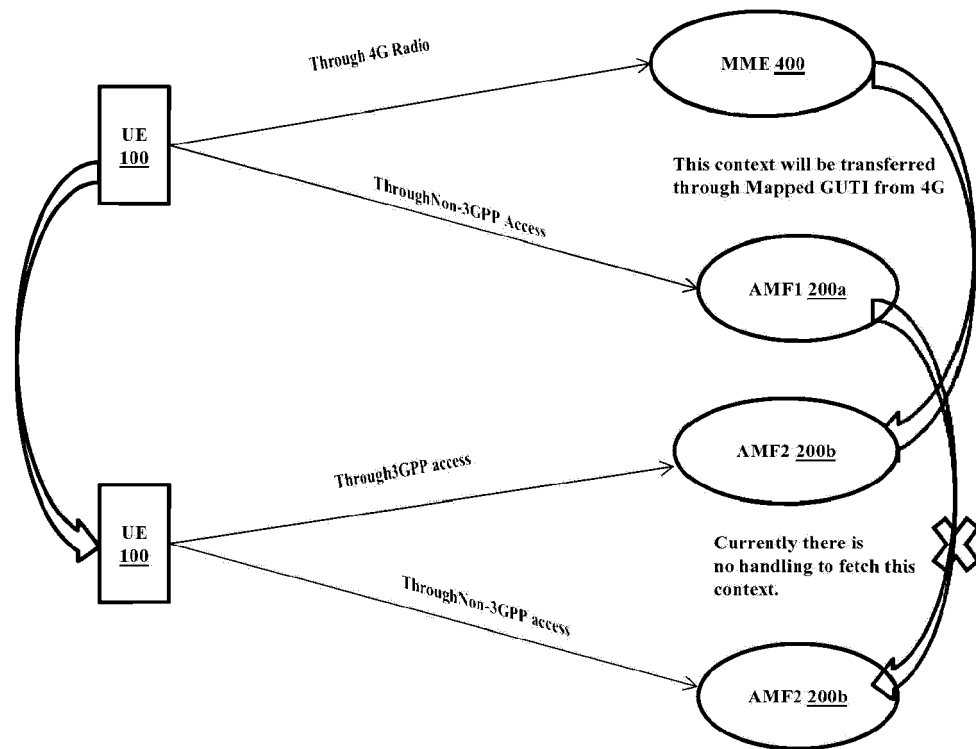 Through 4G Radio
MME 400
UE
100
This context will be transferred
through Mapped GUTI from 4G
ThroughNon-3GPP Access
AMF1 200a
AMF2 200b
Through3GPP access
UE
100
Currently there is
no handling to fetch this
context.
ThroughNon-3GPP access
AMF2 200b